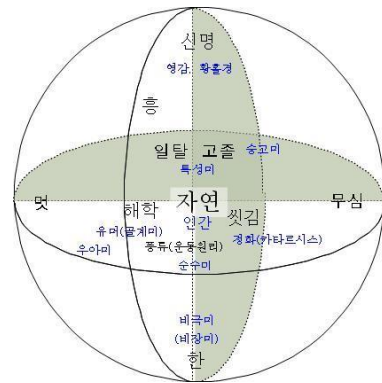 신명
영감, 황홀경
흥
일탈 고졸 숭고미
특성미
멋 해학 자연 씻김 무심
인간
유머(골계미) 풍류(운동원리) 정화(카타르시스)
우아미 순수미
비극미
(비장미)
한